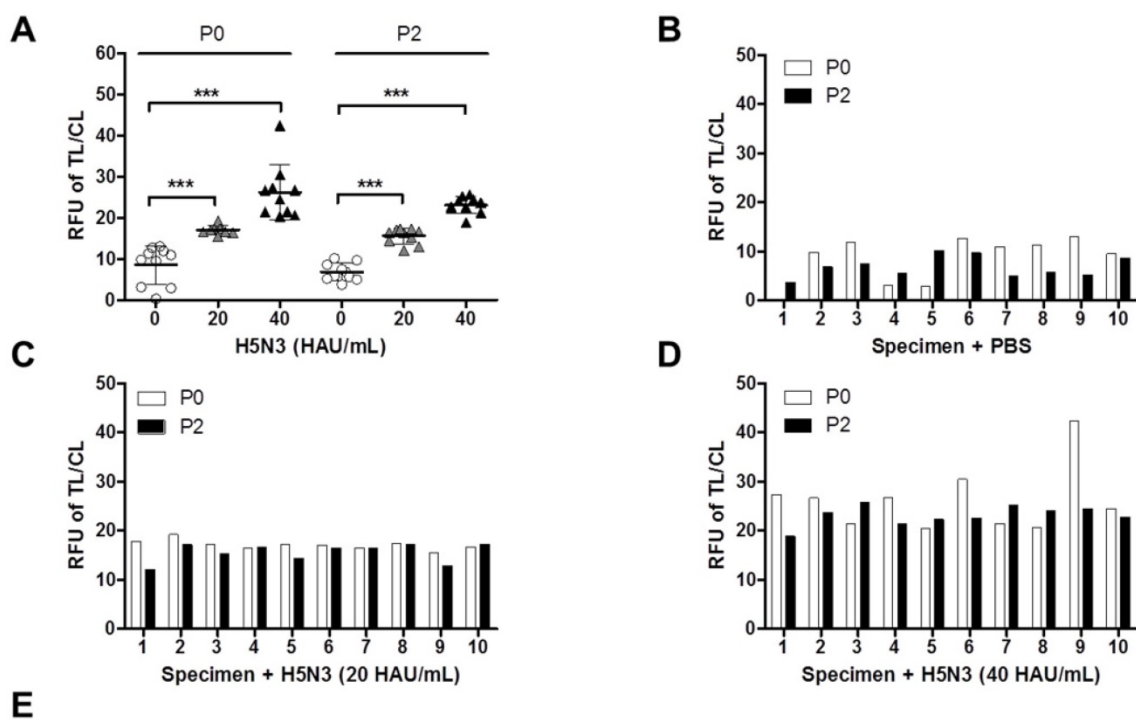 A
P0
P2
RFU of TL/CL
60
50
40
30
20
10
0
***
***
***
***
0 20 40 0 20 40
H5N3 (HAU/mL)
B
P0
P2
RFU of TL/CL
50
40
30
20
10
0
1 2 3 4 5 6 7 8 9 10
Specimen + PBS
C
P0
P2
RFU of TL/CL
50
40
30
20
10
0
1 2 3 4 5 6 7 8 9 10
Specimen + H5N3 (20 HAU/mL)
D
P0
P2
RFU of TL/CL
50
40
30
20
10
0
1 2 3 4 5 6 7 8 9 10
Specimen + H5N3 (40 HAU/mL)
E